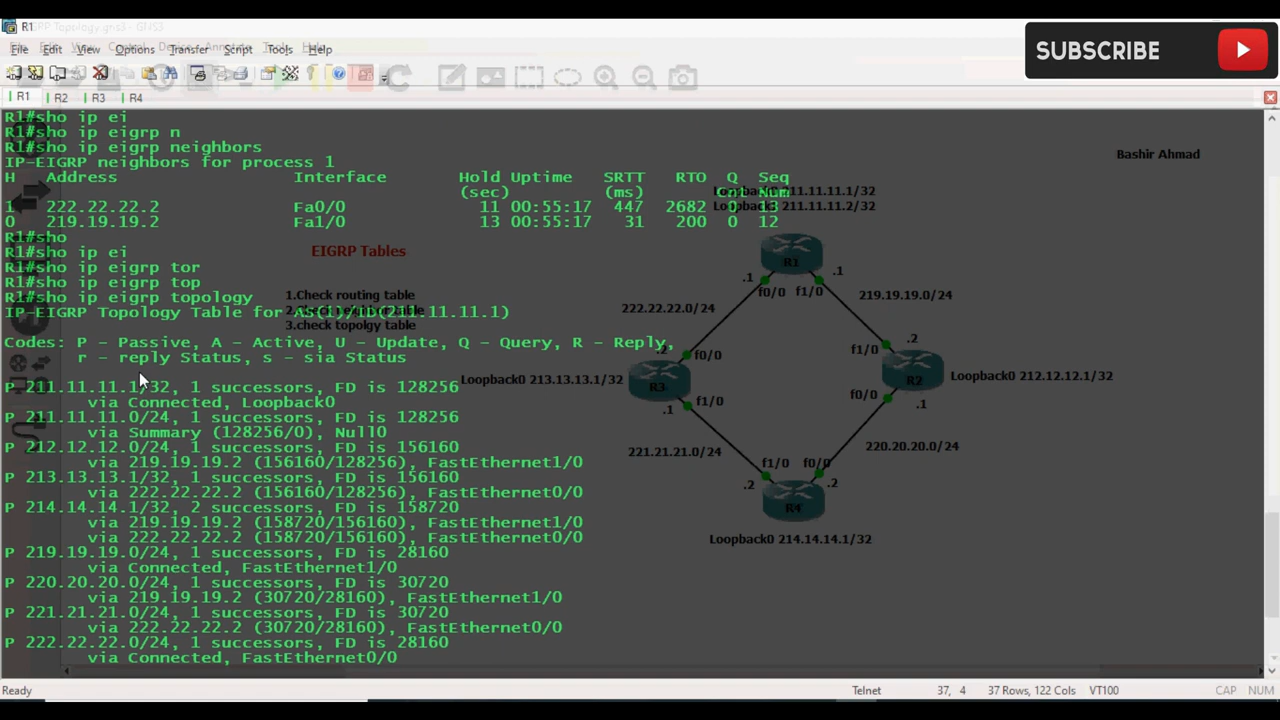 R1
SUBSCRIBE
File Edit View Options Transfer Script Tools Help
R1 R2 R3 R4
R1#sho ip ei
R1#sho ip eigrp n
R1#sho ip eigrp neighbors
IP-EIGRP neighbors for process 1
H Address Interface Hold Uptime SRTT RTO Q Seq
(sec) (ms) Cnt Num
1 222.22.22.2 Fa0/0 11 00:55:17 447 2682 0 13
0 219.19.19.2 Fa1/0 13 00:55:17 31 200 0 12
R1#sho
R1#sho ip ei
R1#sho ip eigrp tor
R1#sho ip eigrp top
R1#sho ip eigrp topology
IP-EIGRP Topology Table for AS(1)/ID(211.11.11.1)
Codes: P - Passive, A - Active, U - Update, Q - Query, R - Reply,
r - reply Status, s - sia Status
P 211.11.11.1/32, 1 successors, FD is 128256
via Connected, Loopback0
P 211.11.11.0/24, 1 successors, FD is 128256
via Summary (128256/0), Null0
P 212.12.12.0/24, 1 successors, FD is 156160
via 219.19.19.2 (156160/128256), FastEthernet1/0
P 213.13.13.1/32, 1 successors, FD is 156160
via 222.22.22.2 (156160/128256), FastEthernet0/0
P 214.14.14.1/32, 2 successors, FD is 158720
via 219.19.19.2 (158720/156160), FastEthernet1/0
via 222.22.22.2 (158720/156160), FastEthernet0/0
P 219.19.19.0/24, 1 successors, FD is 28160
via Connected, FastEthernet1/0
P 220.20.20.0/24, 1 successors, FD is 30720
via 219.19.19.2 (30720/28160), FastEthernet1/0
P 221.21.21.0/24, 1 successors, FD is 30720
via 222.22.22.2 (30720/28160), FastEthernet0/0
P 222.22.22.0/24, 1 successors, FD is 28160
via Connected, FastEthernet0/0
EIGRP Tables
1.Check routing table
3.check topolgy table
Bashir Ahmad
Loopback0 211.11.11.1/32
Loopback3 211.11.11.2/32
R1
.1 .1
f0/0 f1/0
222.22.22.0/24
219.19.19.0/24
.2 f0/0
f1/0 .2
Loopback0 213.13.13.1/32
R3
R2
Loopback0 212.12.12.1/32
.1 f1/0
f0/0 .1
221.21.21.0/24
220.20.20.0/24
f1/0 f0/0
.2 .2
R4
Loopback0 214.14.14.1/32
Ready Telnet 37, 4 37 Rows, 122 Cols VT100 CAP NUM